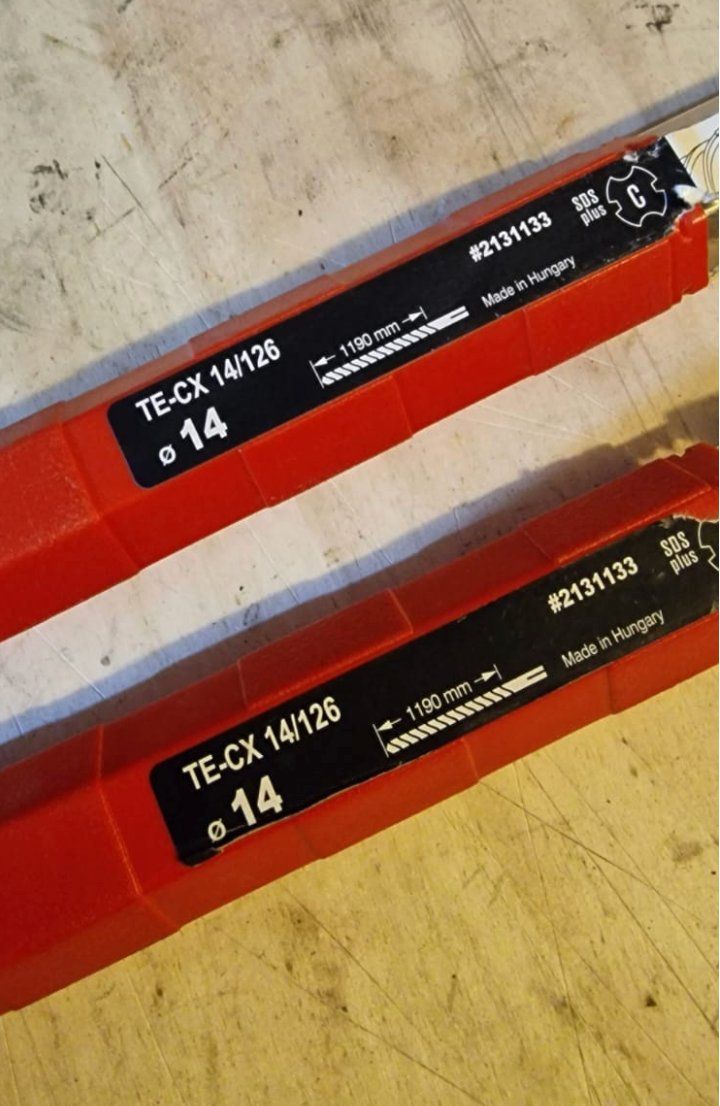 TE-CX 14/126
ø 14
1190 mm
#2131133
Made in Hungary
SDS
plus
C
TE-CX 14/126
ø 14
1190 mm
#2131133
Made in Hungary
SDS
plus